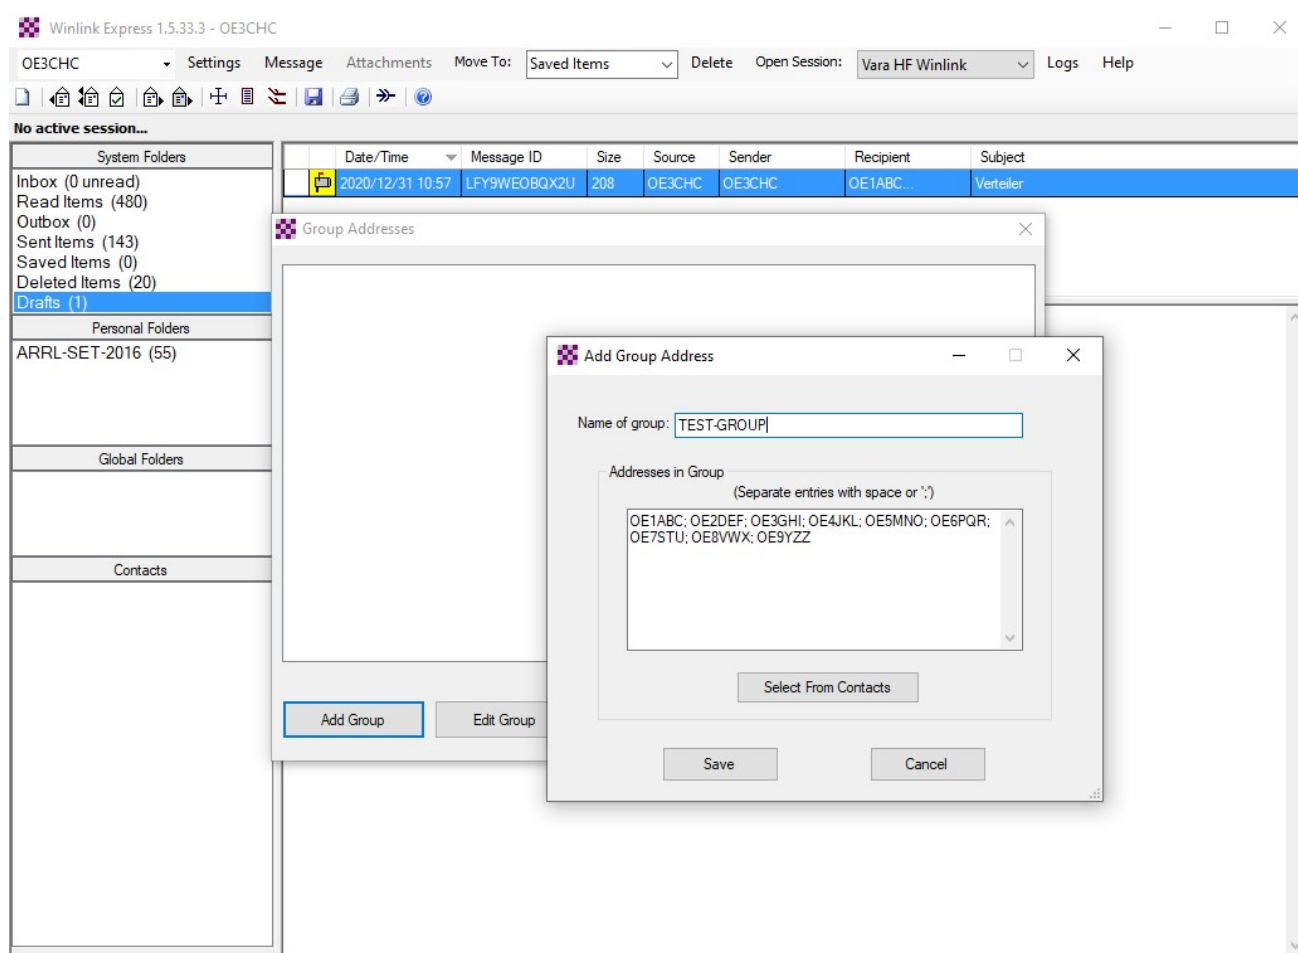 Winlink Express 1.5.33.3 - OE3CHC
OE3CHC Settings Message Attachments Move To: Saved Items Delete Open Session: Vara HF Winlink Logs Help
No active session...
System Folders
Inbox (0 unread)
Read Items (480)
Outbox (0)
Sent Items (143)
Saved Items (0)
Deleted Items (20)
Drafts (1)
Personal Folders
ARRL-SET-2016 (55)
Global Folders
Contacts
Date/Time Message ID Size Source Sender Recipient Subject
2020/12/31 10:57 LFY9WEOBQX2U 208 OE3CHC OE3CHC OE1ABC... Verteiler
Group Addresses
Add Group Edit Group
Add Group Address
Name of group: TEST-GROUP
Addresses in Group
(Separate entries with space or ';')
OE1ABC; OE2DEF; OE3GHI; OE4JKL; OE5MNO; OE6PQR;
OE7STU; OE8VWX; OE9YZZ
Select From Contacts
Save Cancel